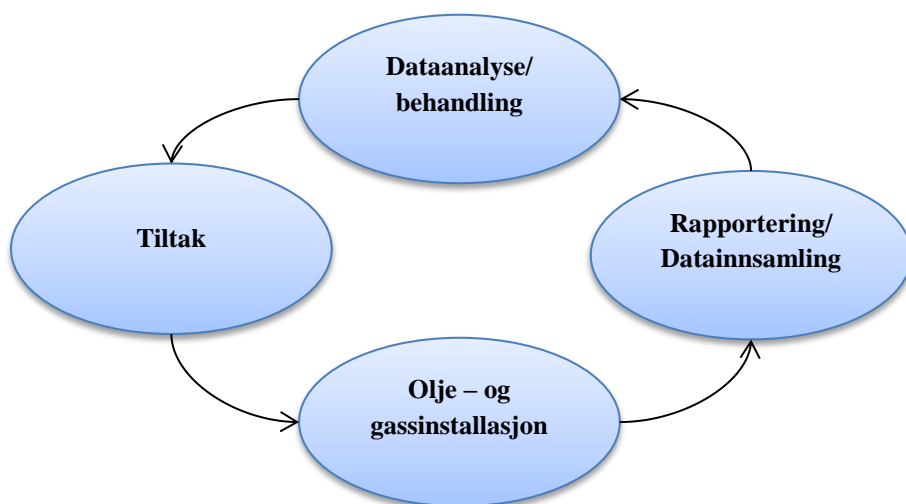 Dataanalyse/
behandling
Tiltak
Rapportering/
Datainnsamling
Olje – og
gassinstallasjon